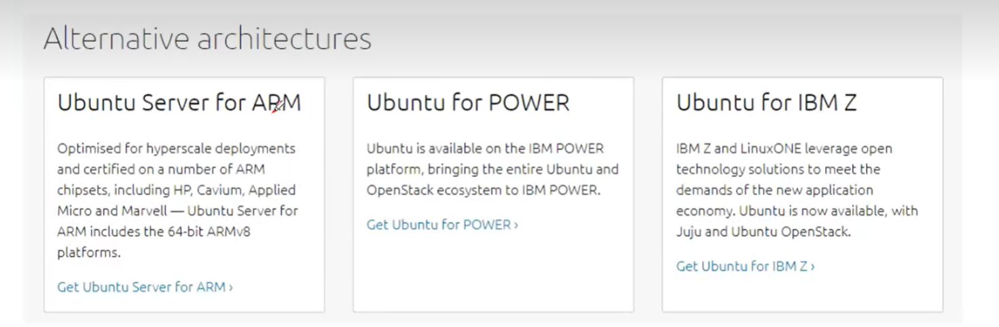 Alternative architectures
Ubuntu Server for ARM
Optimised for hyperscale deployments
and certified on a number of ARM
chipsets, including HP, Cavium, Applied
Micro and Marvell — Ubuntu Server for
ARM includes the 64-bit ARMv8
platforms.
Get Ubuntu Server for ARM ›
Ubuntu for POWER
Ubuntu is available on the IBM POWER
platform, bringing the entire Ubuntu and
OpenStack ecosystem to IBM POWER.
Get Ubuntu for POWER ›
Ubuntu for IBM Z
IBM Z and LinuxONE leverage open
technology solutions to meet the
demands of the new application
economy. Ubuntu is now available, with
Juju and Ubuntu OpenStack.
Get Ubuntu for IBM Z ›